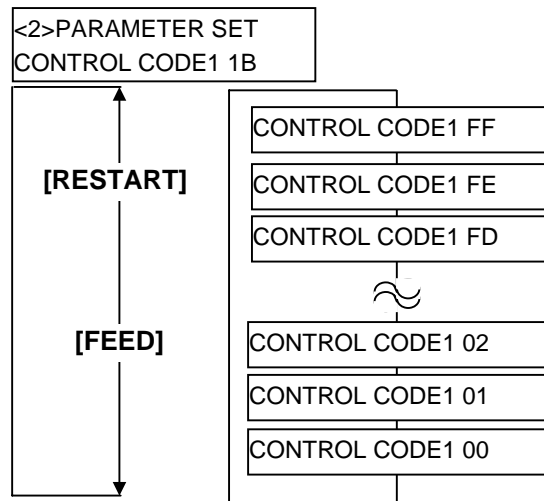 <2>PARAMETER SET
CONTROL CODE1 1B
CONTROL CODE1 FF
[RESTART]
CONTROL CODE1 FE
CONTROL CODE1 FD
[FEED]
CONTROL CODE1 02
CONTROL CODE1 01
CONTROL CODE1 00